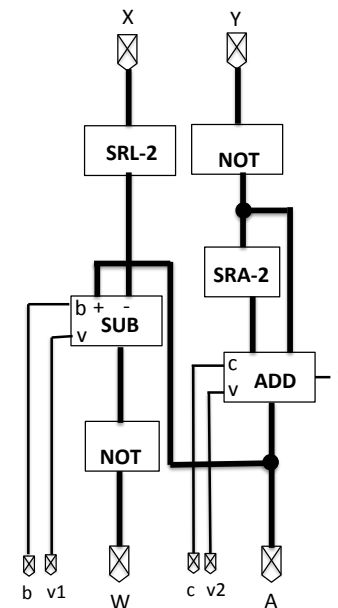 X Y
SRL-2 NOT
SRA-2
b + -
v SUB
c
v ADD
NOT
b v1 W c v2 A